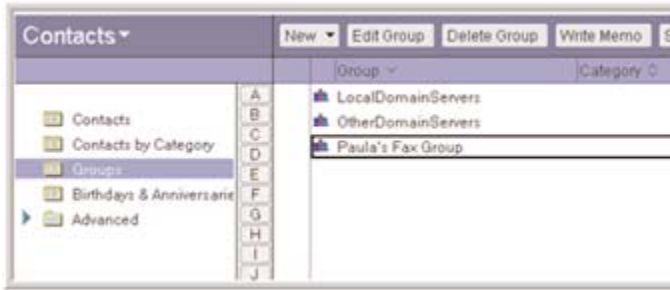 Contacts
New Edit Group Delete Group Write Memo S
Group Category
Contacts
Contacts by Category
Groups
Birthdays & Anniversarie
Advanced
A
B
C
D
E
F
G
H
I
J
LocalDomainServers
OtherDomainServers
Paula's Fax Group